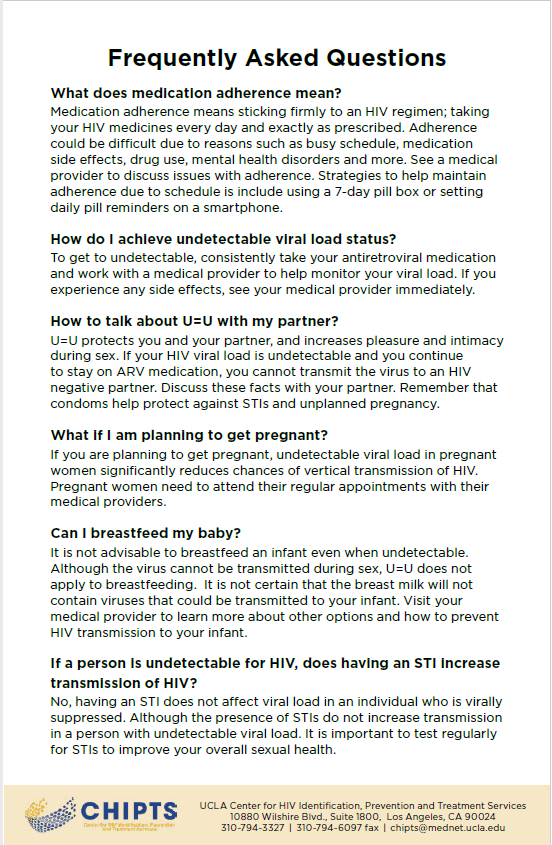 Frequently Asked Questions
What does medication adherence mean?
Medication adherence means sticking firmly to an HIV regimen; taking
your HIV medicines every day and exactly as prescribed. Adherence
could be difficult due to reasons such as busy schedule, medication
side effects, drug use, mental health disorders and more. See a medical
provider to discuss issues with adherence. Strategies to help maintain
adherence due to schedule is include using a 7-day pill box or setting
daily pill reminders on a smartphone.
How do I achieve undetectable viral load status?
To get to undetectable, consistently take your antiretroviral medication
and work with a medical provider to help monitor your viral load. If you
experience any side effects, see your medical provider immediately.
How to talk about U=U with my partner?
U=U protects you and your partner, and increases pleasure and intimacy
during sex. If your HIV viral load is undetectable and you continue
to stay on ARV medication, you cannot transmit the virus to an HIV
negative partner. Discuss these facts with your partner. Remember that
condoms help protect against STIs and unplanned pregnancy.
What if I am planning to get pregnant?
If you are planning to get pregnant, undetectable viral load in pregnant
women significantly reduces chances of vertical transmission of HIV.
Pregnant women need to attend their regular appointments with their
medical providers.
Can I breastfeed my baby?
It is not advisable to breastfeed an infant even when undetectable.
Although the virus cannot be transmitted during sex, U=U does not
apply to breastfeeding. It is not certain that the breast milk will not
contain viruses that could be transmitted to your infant. Visit your
medical provider to learn more about other options and how to prevent
HIV transmission to your infant.
If a person is undetectable for HIV, does having an STI increase
transmission of HIV?
No, having an STI does not affect viral load in an individual who is virally
suppressed. Although the presence of STIs do not increase transmission
in a person with undetectable viral load. It is important to test regularly
for STIs to improve your overall sexual health.
CHIPTS
Center for HIV Identification, Prevention
and Treatment Services
UCLA Center for HIV Identification, Prevention and Treatment Services
10880 Wilshire Blvd., Suite 1800, Los Angeles, CA 90024
310-794-3327 | 310-794-6097 fax | chipts@mednet.ucla.edu